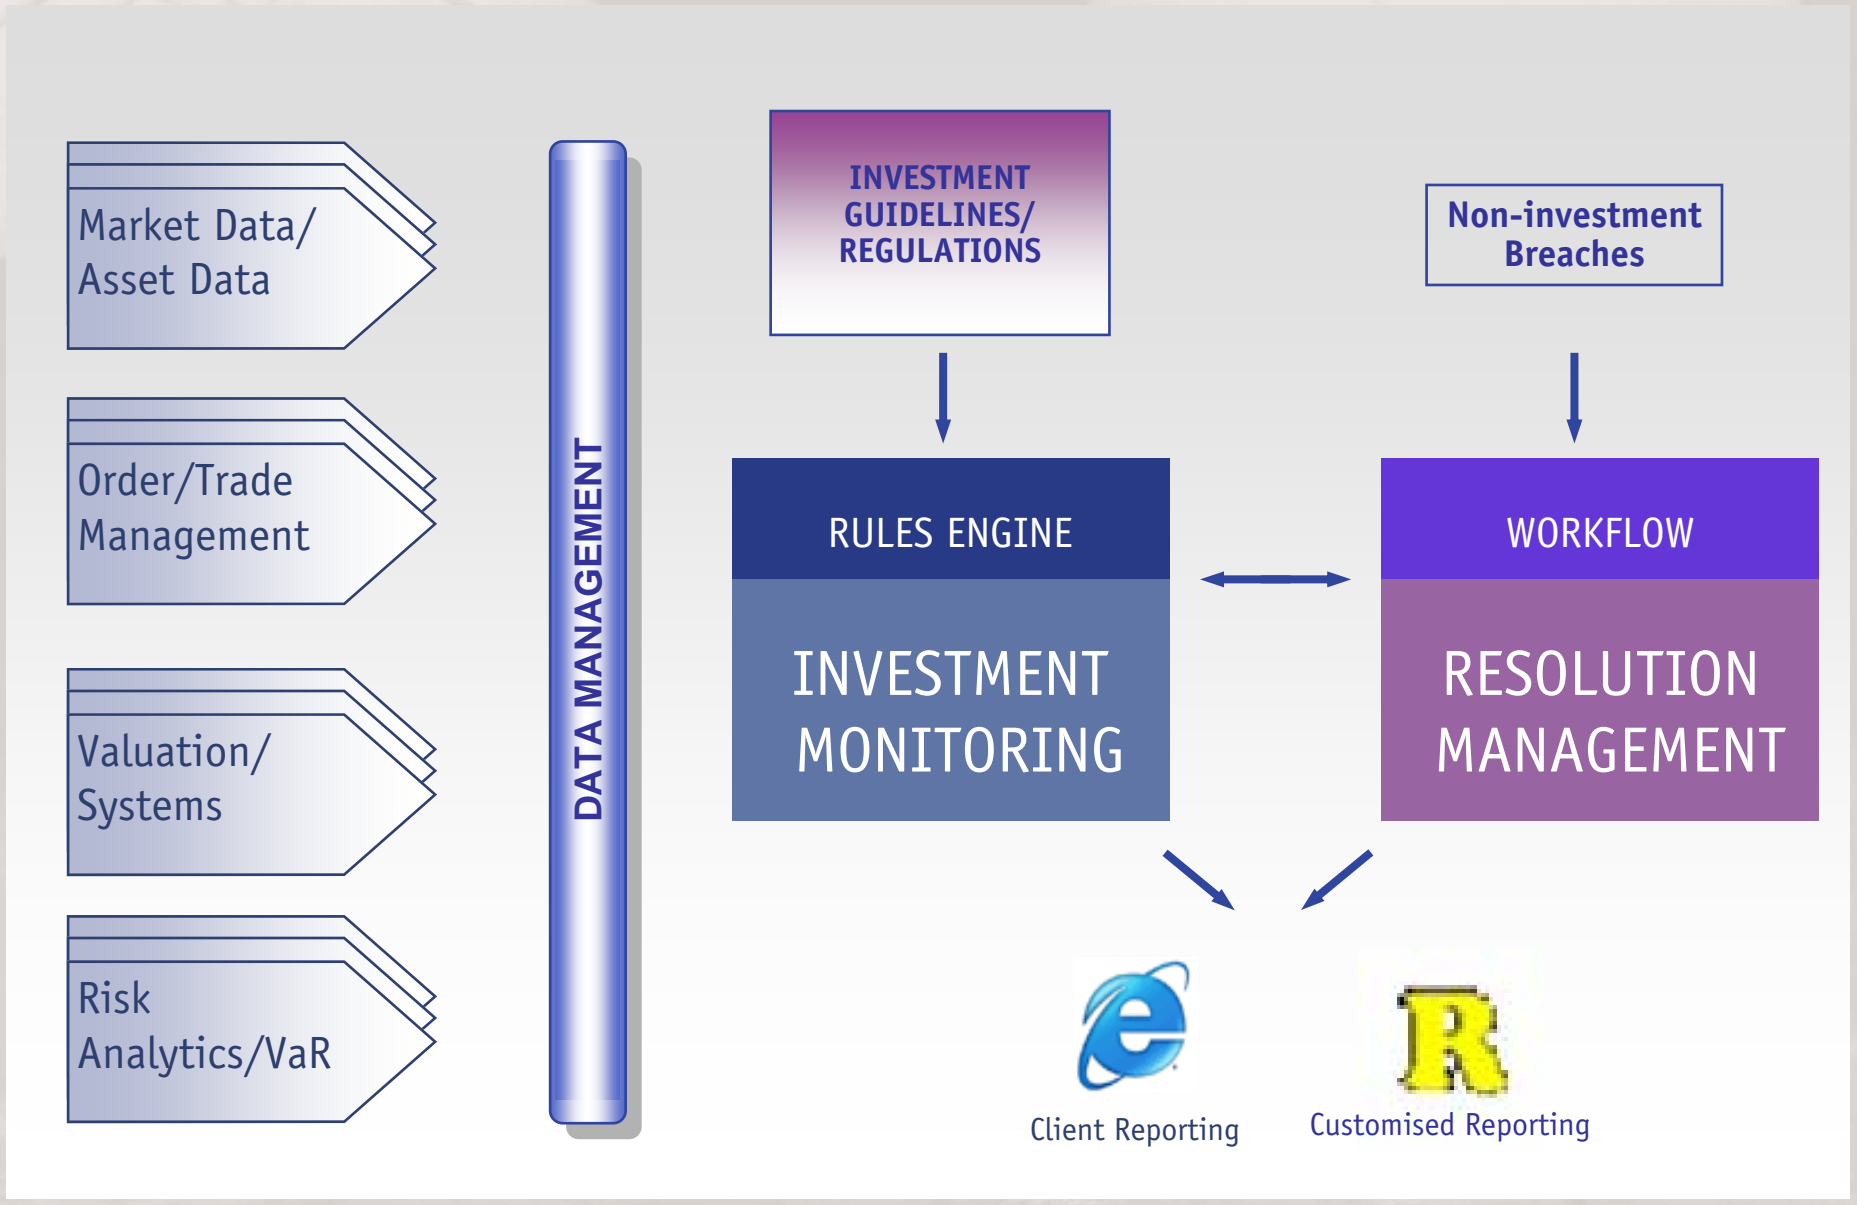 Market Data/
Asset Data
Order/Trade
Management
Valuation/
Systems
Risk
Analytics/VaR
DATA MANAGEMENT
INVESTMENT
GUIDELINES/
REGULATIONS
Non-investment
Breaches
RULES ENGINE
INVESTMENT
MONITORING
WORKFLOW
RESOLUTION
MANAGEMENT
R
Client Reporting
Customised Reporting